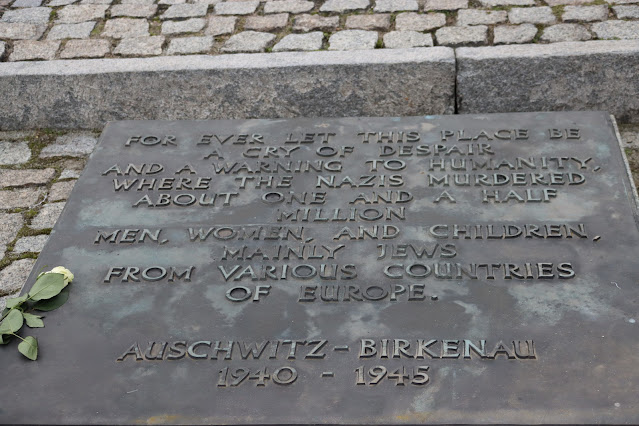 FOR EVER LET THIS PLACE BE
A CRY OF DESPAIR
AND A WARNING TO HUMANITY,
WHERE THE NAZIS MURDERED
ABOUT ONE AND A HALF
MILLION
MEN, WOMEN, AND CHILDREN,
MAINLY JEWS
FROM VARIOUS COUNTRIES
OF EUROPE.
AUSCHWITZ - BIRKENAU
1940 - 1945